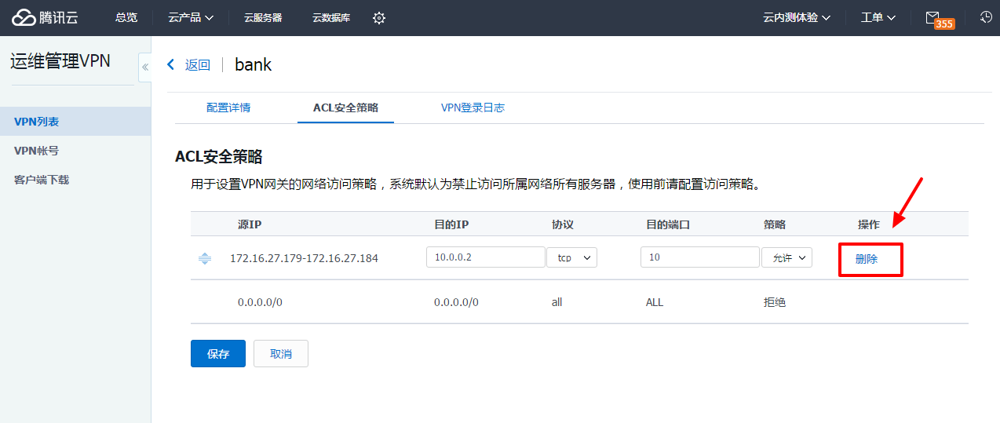 腾讯云 总览 云产品 云服务器 云数据库 云内测体验 工单 355
运维管理VPN
«
返回 bank
配置详情 ACL安全策略 VPN登录日志
VPN列表
VPN帐号
客户端下载
ACL安全策略
用于设置VPN网关的网络访问策略，系统默认为禁止访问所属网络所有服务器，使用前请配置访问策略。
源IP 目的IP 协议 目的端口 策略 操作
172.16.27.179-172.16.27.184 10.0.0.2 tcp 10 允许 删除
0.0.0.0/0 0.0.0.0/0 all ALL 拒绝
保存 取消